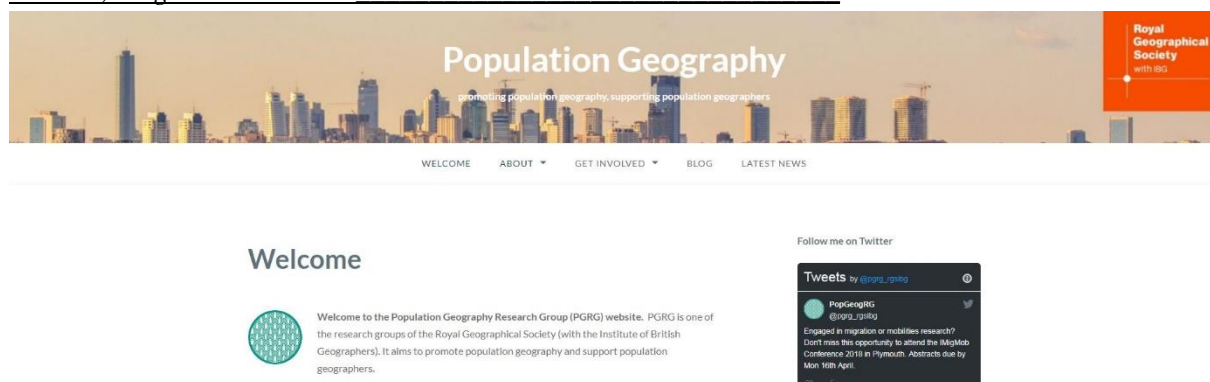 Population Geography
promoting population geography, supporting population geographers
Royal
Geographical
Society
with IBG
WELCOME ABOUT GET INVOLVED BLOG LATEST NEWS
Welcome
Welcome to the Population Geography Research Group (PGRG) website. PGRG is one of
the research groups of the Royal Geographical Society (with the Institute of British
Geographers). It aims to promote population geography and support population
geographers.
Follow me on Twitter
Tweets by @pgrg_rgsibg
PopGeogRG
@pgrg_rgsibg
Engaged in migration or mobilities research?
Don't miss this opportunity to attend the IMigMob
Conference 2018 in Plymouth. Abstracts due by
Mon 16th April.